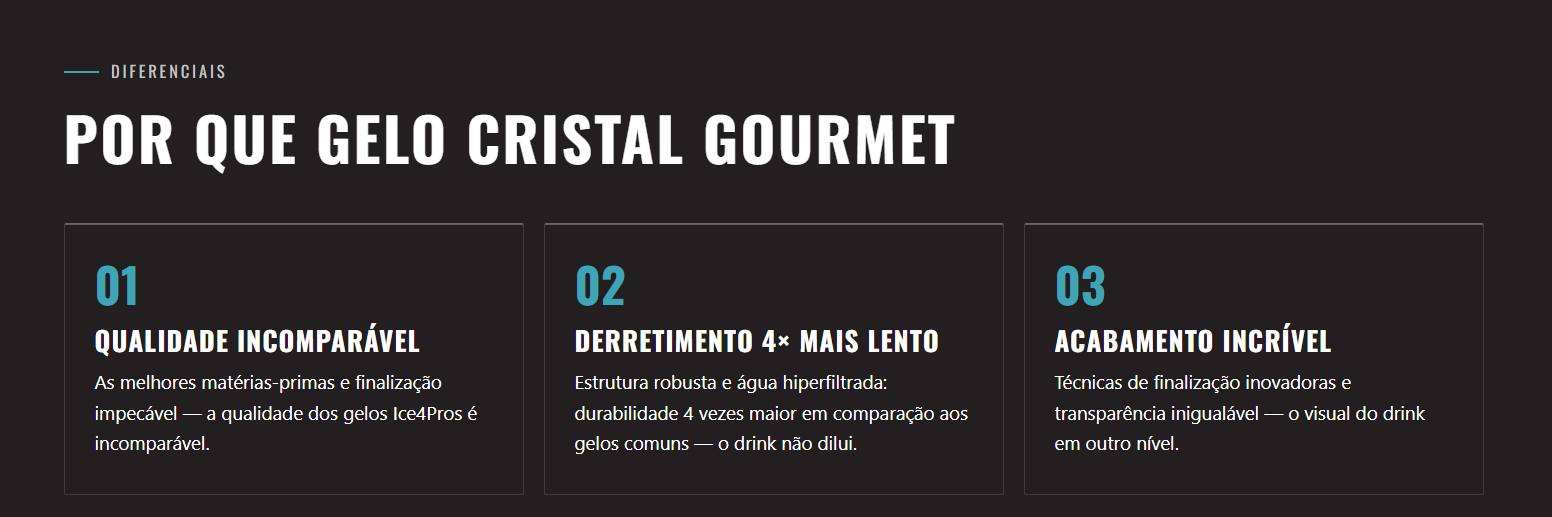 DIFERENCIAIS
POR QUE GELO CRISTAL GOURMET
01
QUALIDADE INCOMPARÁVEL
As melhores matérias-primas e finalização
impecável — a qualidade dos gelos Ice4Pros é
incomparável.
02
DERRETIMENTO 4× MAIS LENTO
Estrutura robusta e água hiperfiltrada:
durabilidade 4 vezes maior em comparação aos
gelos comuns — o drink não dilui.
03
ACABAMENTO INCRÍVEL
Técnicas de finalização inovadoras e
transparência inigualável — o visual do drink
em outro nível.